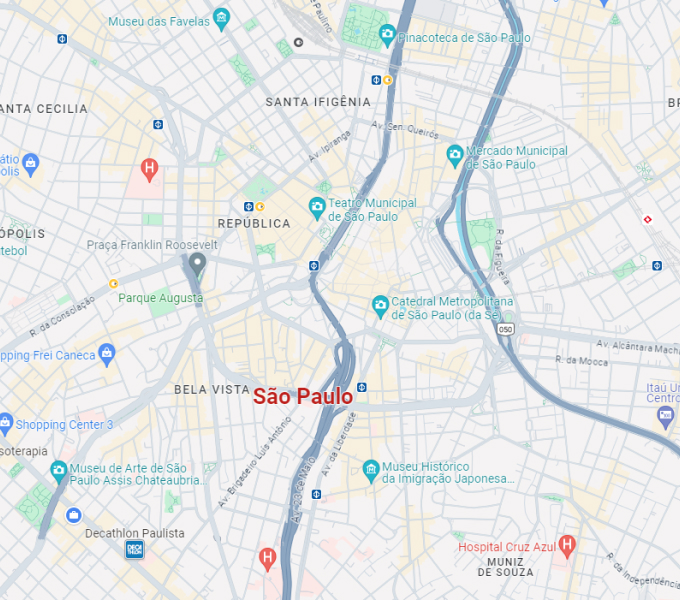 Paulino
Museu das Favelas
São
Pinacoteca de São Paulo
ANTA CECILIA
SANTA IFIGÊNIA
Av. Sen. Queirós
Av. Ipiranga
Mercado Municipal
de São Paulo
átio
olis
H
Teatro Municipal
de São Paulo
REPÚBLICA
ÓPOLIS
tebol
Praça Franklin Roosevelt
R. da Figueira
Parque Augusta
R. da Consolação
Catedral Metropolitana
de São Paulo (da Sé)
050
Av. Alcântara Mach
pping Frei Caneca
R. da Mooca
BELA VISTA
São Paulo
Itaú Un
Centro
Shopping Center 3
Av. Brigadeiro Luís Antônio
Av. da Liberdade
soterapia
Museu de Arte de São
Paulo Assis Chateaubria...
Museu Histórico
da Imigração Japonesa...
Av. 23 de Maio
Decathlon Paulista
DECATHLON
Hospital Cruz Azul
H
H
MUNIZ
DE SOUZA
R. da Independência